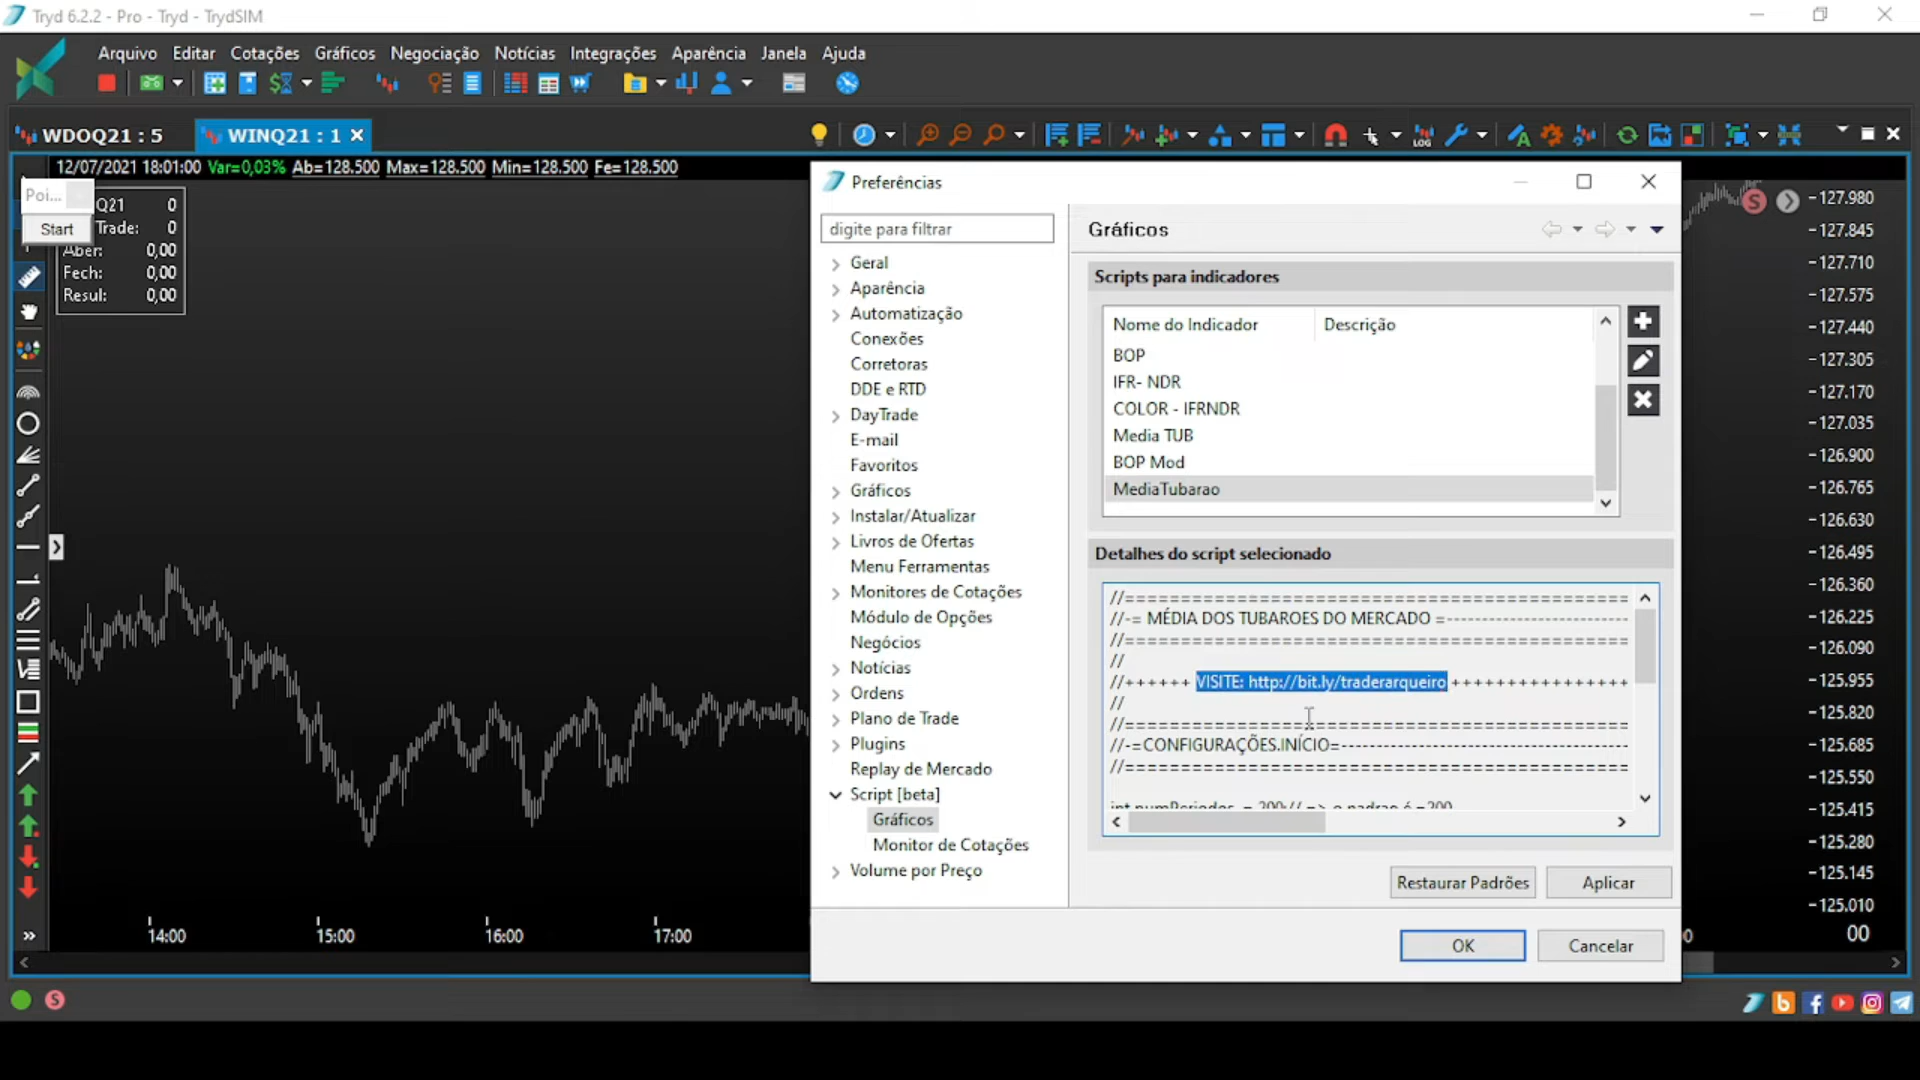 Tryd 6.2.2 - Pro - Tryd - TrydSIM
Arquivo Editar Cotações Gráficos Negociação Notícias Integrações Aparência Janela Ajuda
WDOQ21 : 5
WINQ21 : 1
LOG
12/07/2021 18:01:00 Var=0,03% Ab=128.500 Max=128.500 Min=128.500 Fe=128.500
Poi...
Start
Q21 0
Trade: 0
Aber: 0,00
Fech: 0,00
Resul: 0,00
14:00
15:00
16:00
17:00
Preferências
digite para filtrar
Geral
Aparência
Automatização
Conexões
Corretoras
DDE e RTD
DayTrade
E-mail
Favoritos
Gráficos
Instalar/Atualizar
Livros de Ofertas
Menu Ferramentas
Monitores de Cotações
Módulo de Opções
Negócios
Notícias
Ordens
Plano de Trade
Plugins
Replay de Mercado
Script [beta]
Gráficos
Monitor de Cotações
Volume por Preço
Gráficos
Scripts para indicadores
Nome do Indicador Descrição
BOP
IFR- NDR
COLOR - IFRNDR
Media TUB
BOP Mod
MediaTubarao
Detalhes do script selecionado
//==============================================
//-= MÉDIA DOS TUBAROES DO MERCADO =--------------------------
//==============================================
//
//++++++ VISITE: http://bit.ly/traderarqueiro ++++++++++++++++
//
//==============================================
//-=CONFIGURAÇÕES.INÍCIO=-----------------------------------------
//==============================================
int numPeriodos = 200;// => o padrao é =200
Restaurar Padrões
Aplicar
OK
Cancelar
S
127.980
127.845
127.710
127.575
127.440
127.305
127.170
127.035
126.900
126.765
126.630
126.495
126.360
126.225
126.090
125.955
125.820
125.685
125.550
125.415
125.280
125.145
125.010
00
S